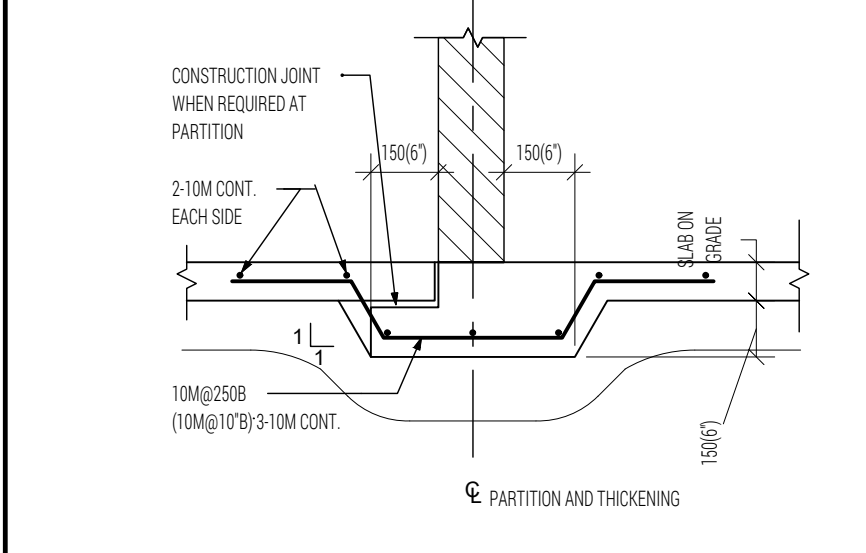 CONSTRUCTION JOINT
WHEN REQUIRED AT
PARTITION
150(6")
150(6")
2-10M CONT.
EACH SIDE
SLAB ON
GRADE
1
1
10M@250B
(10M@10"B)·3-10M CONT.
150(6")
℄ PARTITION AND THICKENING